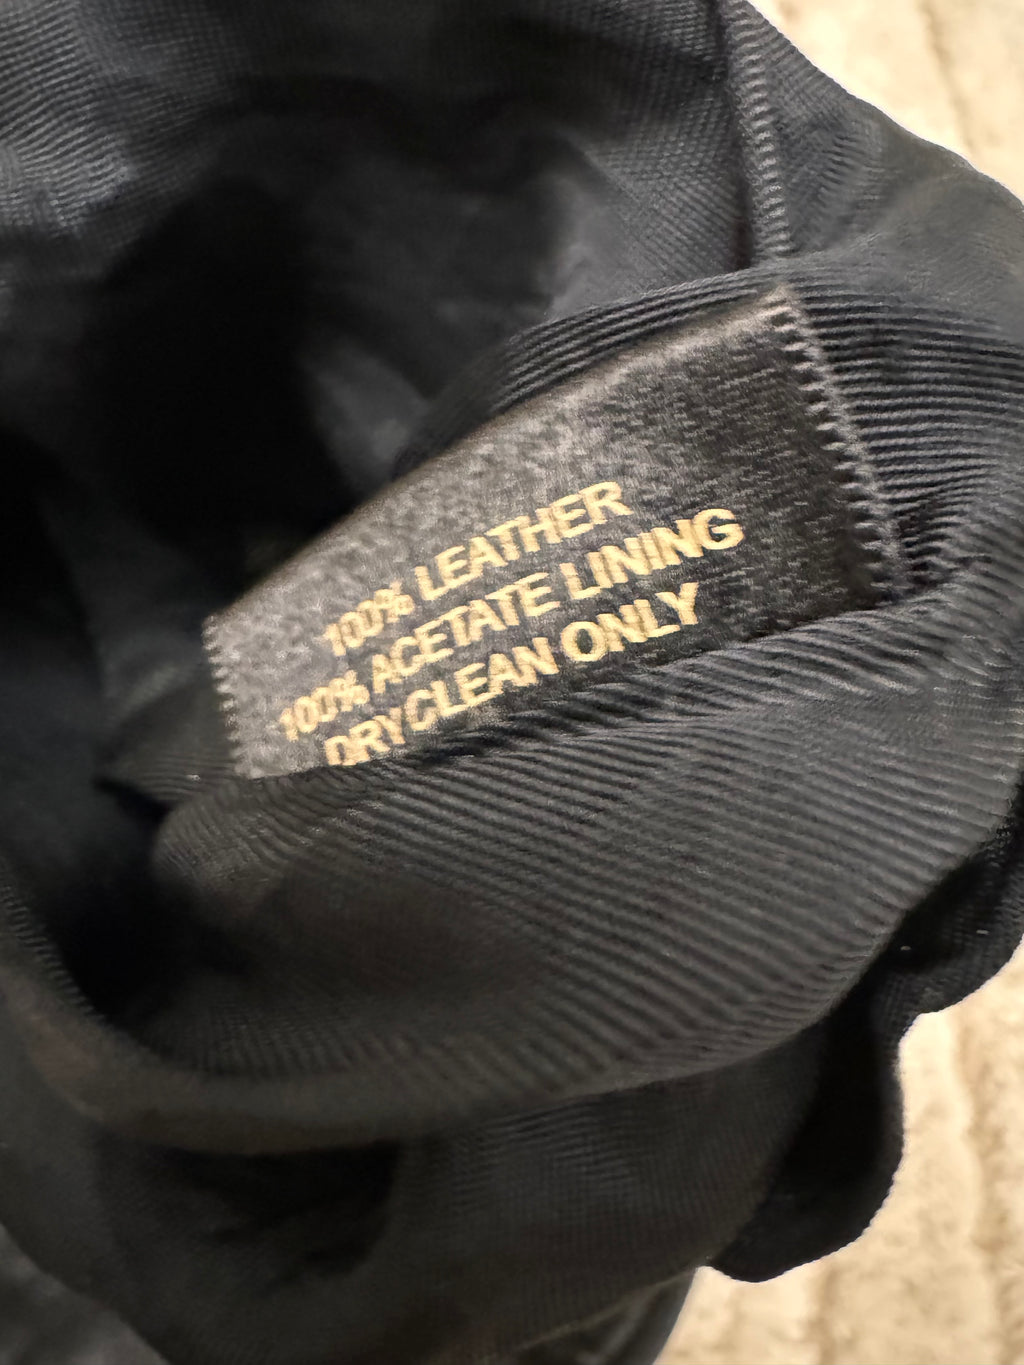 100% LEATHER
100% ACETATE LINING
DRYCLEAN ONLY